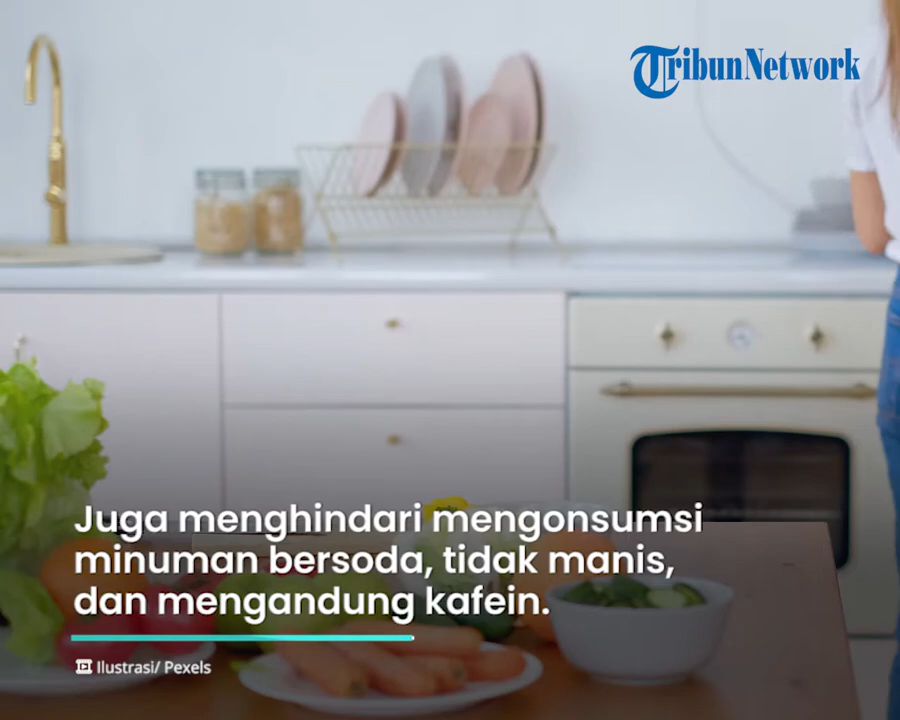 TribunNetwork
Juga menghindari mengonsumsi
minuman bersoda, tidak manis,
dan mengandung kafein.
Ilustrasi/ Pexels